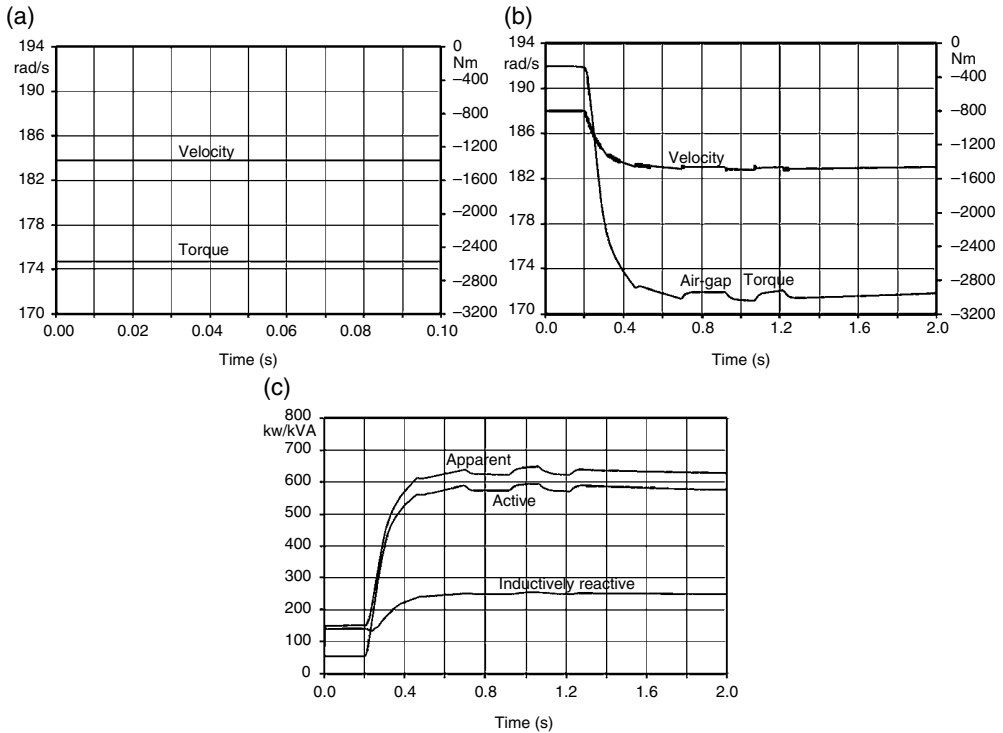 (a)
194
rad/s
190
186
182
178
174
170
0
Nm
−400
−800
−1200
−1600
−2000
−2400
−2800
−3200
Velocity
Torque
0.00 0.02 0.04 0.06 0.08 0.10
Time (s)
(b)
194
rad/s
190
186
182
178
174
170
0
Nm
−400
−800
−1200
−1600
−2000
−2400
−2800
−3200
Velocity
Air-gap Torque
0.0 0.4 0.8 1.2 1.6 2.0
Time (s)
(c)
800
kw/kVA
700
600
500
400
300
200
100
0
Apparent
Active
Inductively reactive
0.0 0.4 0.8 1.2 1.6 2.0
Time (s)